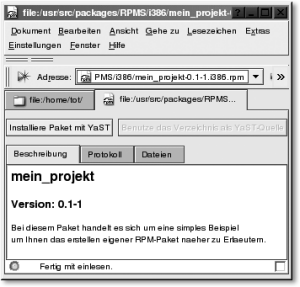 file:/usr/src/packages/RPMS/i386/mein_projekt-
Dokument Bearbeiten Ansicht Gehe zu Lesezeichen Extras
Einstellungen Fenster Hilfe
Adresse: PMS/i386/mein_projekt-0.1-1.i386.rpm
file:/home/tot/ file:/usr/src/packages/RPMS...
Installiere Paket mit YaST Benutze das Verzeichnis als YaST-Quelle
Beschreibung Protokoll Dateien
mein_projekt
Version: 0.1-1
Bei diesem Paket handelt es sich um eine simples Beispiel
um Ihnen das erstellen eigener RPM-Paket naeher zu Erlaeutern.
Fertig mit einlesen.